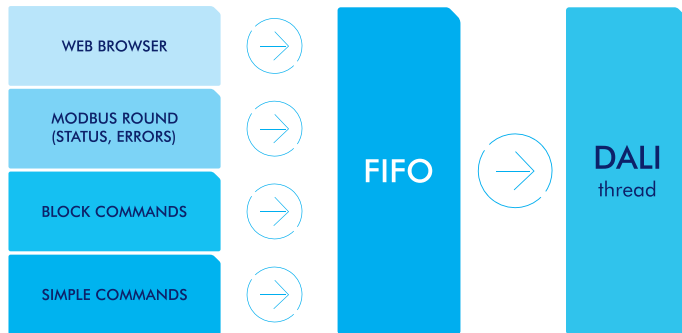 WEB BROWSER
MODBUS ROUND
(STATUS, ERRORS)
BLOCK COMMANDS
SIMPLE COMMANDS
FIFO
DALI
thread